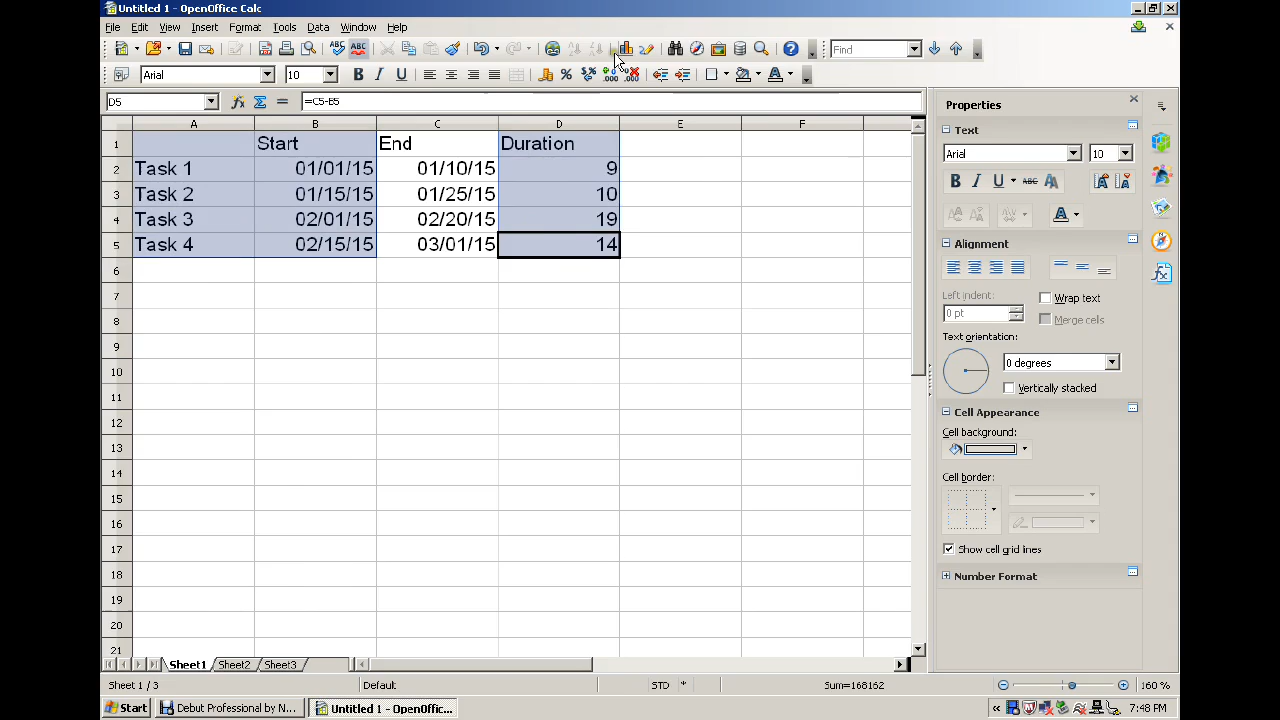 Untitled 1 - OpenOffice Calc
File Edit View Insert Format Tools Data Window Help
Find
Arial 10
D5 =C5-B5
A B C D E F
1 Start End Duration
2 Task 1 01/01/15 01/10/15 9
3 Task 2 01/15/15 01/25/15 10
4 Task 3 02/01/15 02/20/15 19
5 Task 4 02/15/15 03/01/15 14
6
7
8
9
10
11
12
13
14
15
16
17
18
19
20
21
Properties
Text
Arial 10
Alignment
Left indent:
0 pt
Wrap text
Merge cells
Text orientation:
0 degrees
Vertically stacked
Cell Appearance
Cell background:
Cell border:
Show cell grid lines
Number Format
Sheet1 Sheet2 Sheet3
Sheet 1 / 3 Default STD * Sum=168162 160 %
Start Debut Professional by N... Untitled 1 - OpenOffic... « 7:48 PM